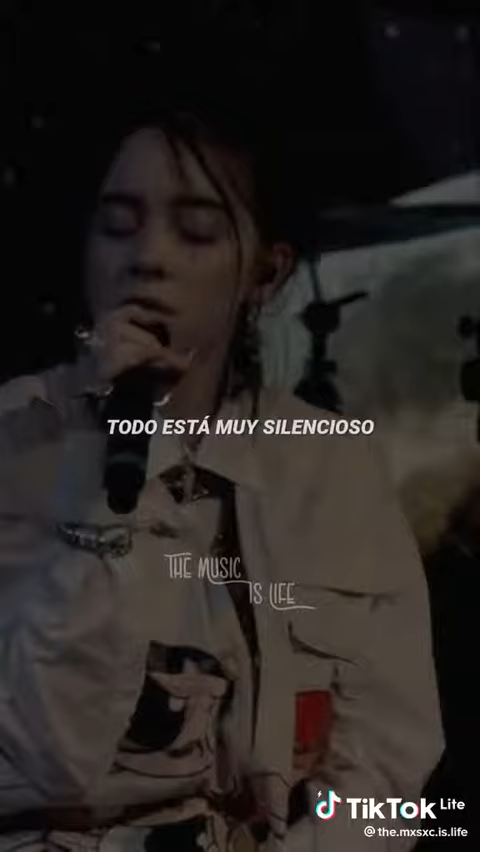 TODO ESTÁ MUY SILENCIOSO
THE MUSIC
IS LIFE
TikTok Lite
@the.mxsxc.is.life